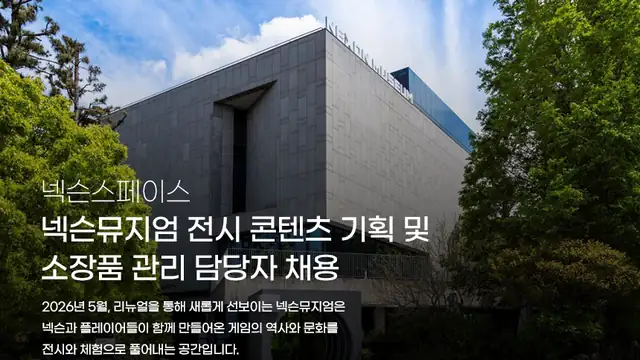 NEXON MUSEUM
넥슨스페이스
넥슨뮤지엄 전시 콘텐츠 기획 및
소장품 관리 담당자 채용
2026년 5월, 리뉴얼을 통해 새롭게 선보이는 넥슨뮤지엄은
넥슨과 플레이어들이 함께 만들어온 게임의 역사와 문화를
전시와 체험으로 풀어내는 공간입니다.